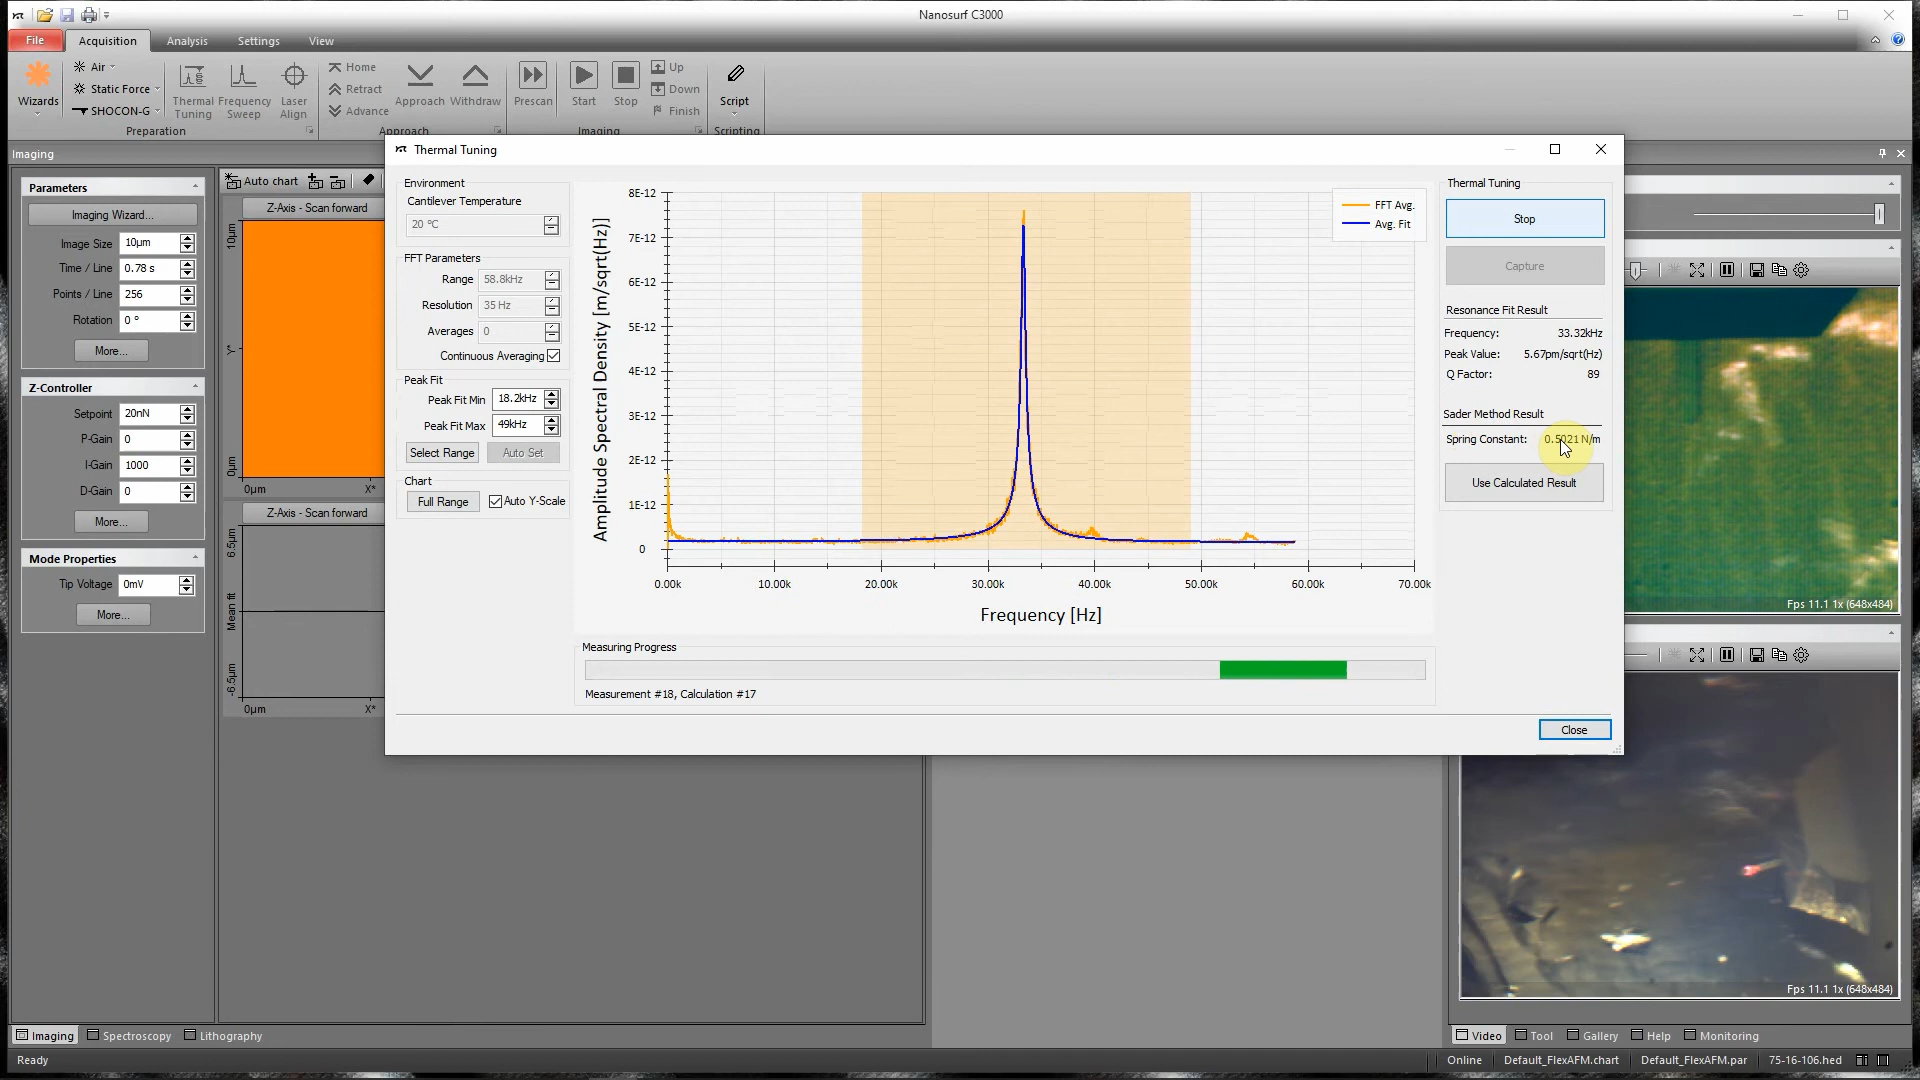 Nanosurf C3000
File
Acquisition
Analysis
Settings
View
Wizards
Air
Static Force
SHOCON-G
Thermal Tuning
Frequency Sweep
Laser Align
Preparation
Home
Retract
Advance
Approach
Withdraw
Approach
Prescan
Start
Stop
Up
Down
Finish
Imaging
Script
Scripting
Imaging
Parameters
Imaging Wizard...
Image Size 10µm
Time / Line 0.78 s
Points / Line 256
Rotation 0 °
More...
Z-Controller
Setpoint 20nN
P-Gain 0
I-Gain 1000
D-Gain 0
More...
Mode Properties
Tip Voltage 0mV
More...
Auto chart
Z-Axis - Scan forward
10µm
Y*
0µm
0µm
X*
Z-Axis - Scan forward
6.5µm
Mean fit
-6.5µm
0µm
X*
Thermal Tuning
Environment
Cantilever Temperature
20 °C
FFT Parameters
Range 58.8kHz
Resolution 35 Hz
Averages 0
Continuous Averaging
Peak Fit
Peak Fit Min 18.2kHz
Peak Fit Max 49kHz
Select Range
Auto Set
Chart
Full Range
Auto Y-Scale
Amplitude Spectral Density [m/sqrt(Hz)]
8E-12
7E-12
6E-12
5E-12
4E-12
3E-12
2E-12
1E-12
0
0.00k
10.00k
20.00k
30.00k
40.00k
50.00k
60.00k
70.00k
Frequency [Hz]
FFT Avg.
Avg. Fit
Measuring Progress
Measurement #18, Calculation #17
Thermal Tuning
Stop
Capture
Resonance Fit Result
Frequency: 33.32kHz
Peak Value: 5.67pm/sqrt(Hz)
Q Factor: 89
Sader Method Result
Spring Constant: 0.5021 N/m
Use Calculated Result
Close
Fps 11.1 1x (648x484)
Fps 11.1 1x (648x484)
Imaging
Spectroscopy
Lithography
Video
Tool
Gallery
Help
Monitoring
Ready
Online
Default_FlexAFM.chart
Default_FlexAFM.par
75-16-106.hed